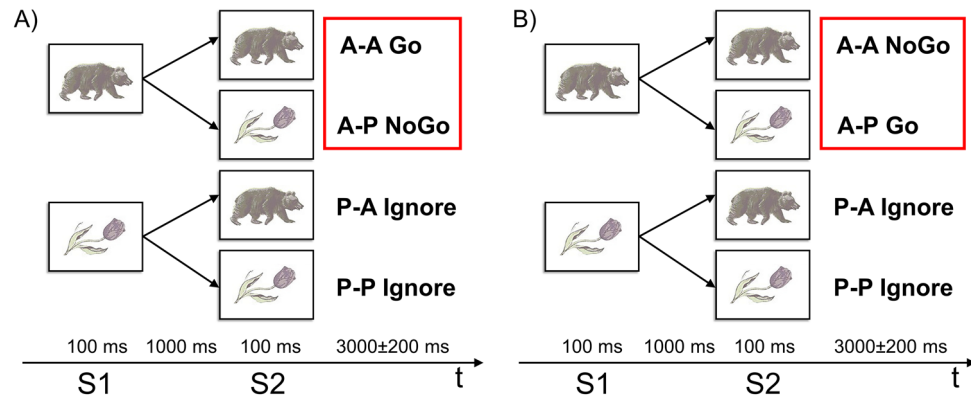 A)
A-A Go
A-P NoGo
P-A Ignore
P-P Ignore
100 ms 1000 ms 100 ms 3000±200 ms
S1 S2 t
B)
A-A NoGo
A-P Go
P-A Ignore
P-P Ignore
100 ms 1000 ms 100 ms 3000±200 ms
S1 S2 t